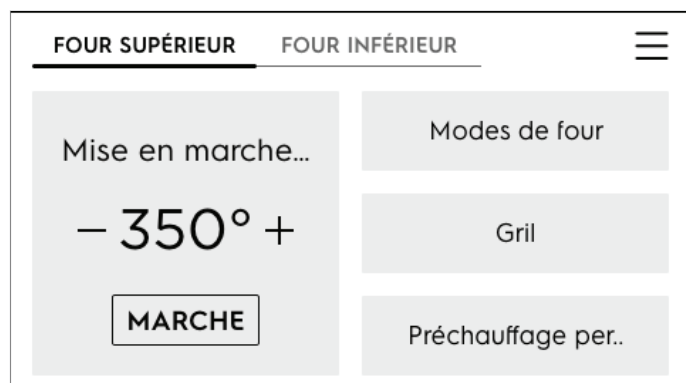 FOUR SUPÉRIEUR FOUR INFÉRIEUR
Mise en marche...
− 350° +
MARCHE
Modes de four
Gril
Préchauffage per..